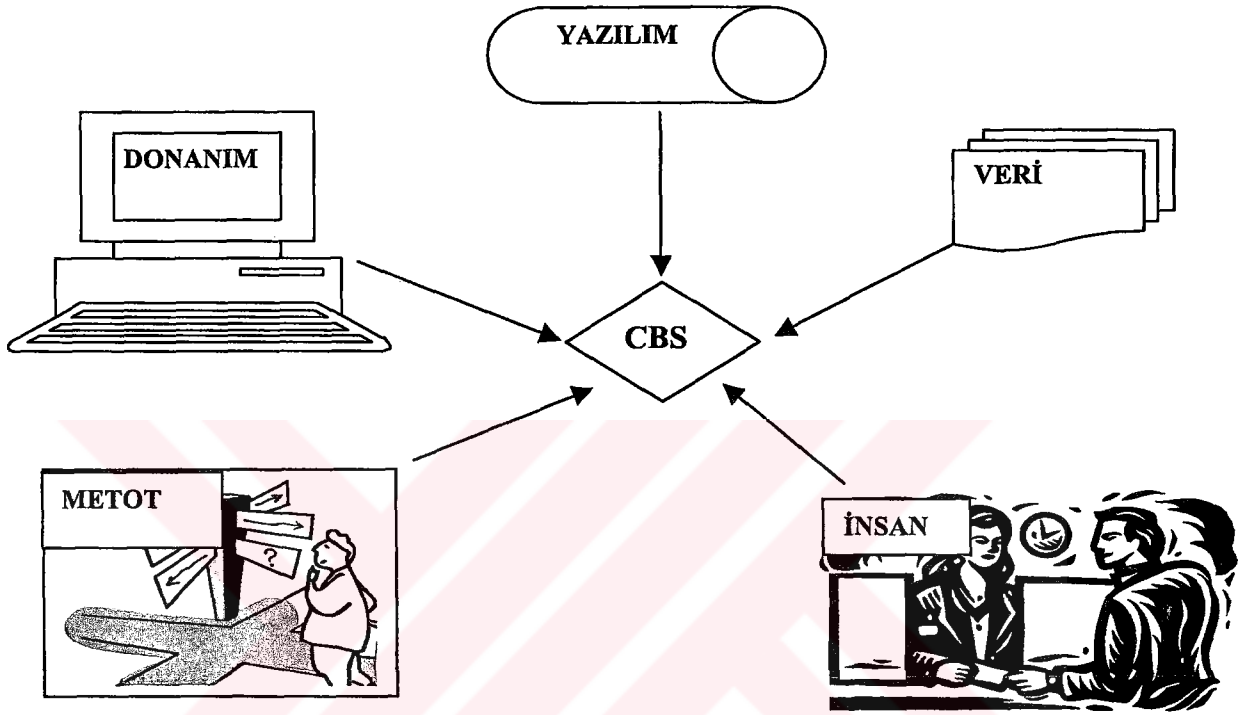 YAZILIM
DONANIM
VERİ
CBS
METOT
?
İNSAN